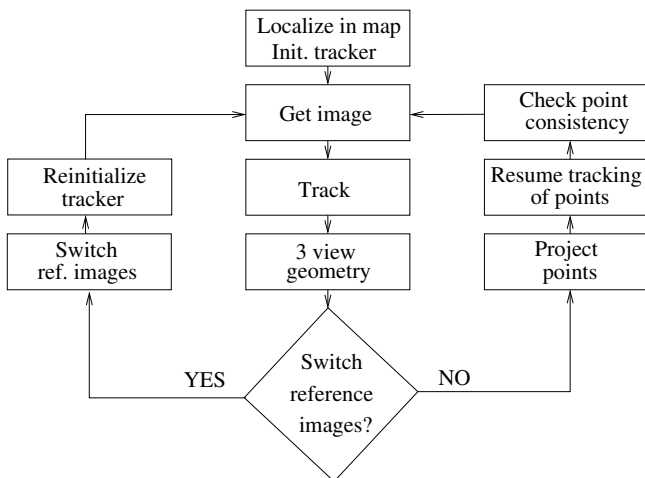 Localize in map
Init. tracker
Get image
Check point
consistency
Reinitialize
tracker
Track
Resume tracking
of points
Switch
ref. images
3 view
geometry
Project
points
Switch
reference
images?
YES
NO